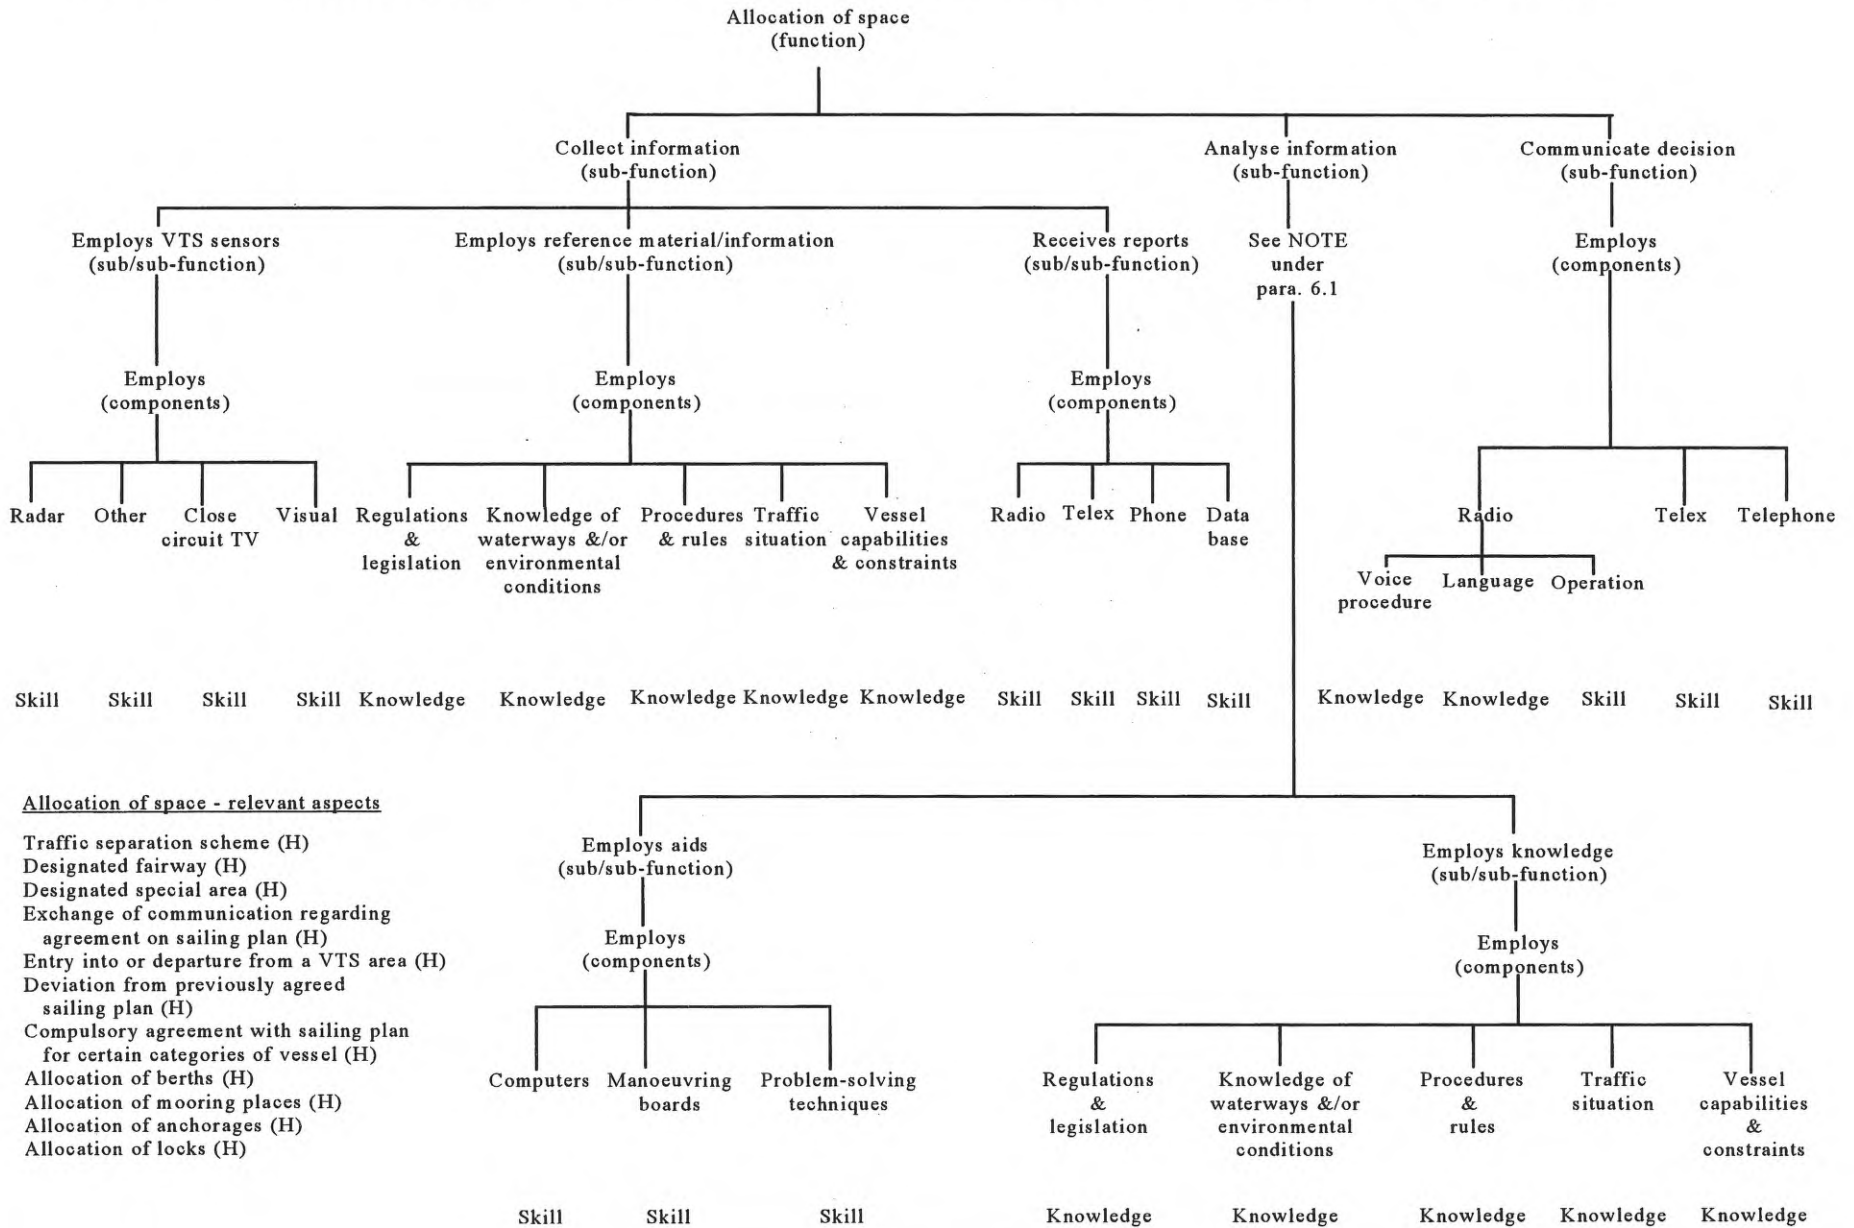 Allocation of space
(function)
Collect information
(sub-function)
Analyse information
(sub-function)
Communicate decision
(sub-function)
Employs VTS sensors
(sub/sub-function)
Employs reference material/information
(sub/sub-function)
Receives reports
(sub/sub-function)
See NOTE
under
para. 6.1
Employs
(components)
Employs
(components)
Employs
(components)
Employs
(components)
Radar
Other
Close
circuit TV
Visual
Regulations
&
legislation
Knowledge of
waterways &/or
environmental
conditions
Procedures
& rules
Traffic
situation
Vessel
capabilities
& constraints
Radio
Telex
Phone
Data
base
Radio
Telex
Telephone
Voice
procedure
Language
Operation
Skill
Skill
Skill
Skill
Knowledge
Knowledge
Knowledge
Knowledge
Knowledge
Skill
Skill
Skill
Skill
Knowledge
Knowledge
Skill
Skill
Skill
Allocation of space - relevant aspects
Traffic separation scheme (H)
Designated fairway (H)
Designated special area (H)
Exchange of communication regarding
agreement on sailing plan (H)
Entry into or departure from a VTS area (H)
Deviation from previously agreed
sailing plan (H)
Compulsory agreement with sailing plan
for certain categories of vessel (H)
Allocation of berths (H)
Allocation of mooring places (H)
Allocation of anchorages (H)
Allocation of locks (H)
Employs aids
(sub/sub-function)
Employs
(components)
Computers
Manoeuvring
boards
Problem-solving
techniques
Skill
Skill
Skill
Employs knowledge
(sub/sub-function)
Employs
(components)
Regulations
&
legislation
Knowledge of
waterways &/or
environmental
conditions
Procedures
&
rules
Traffic
situation
Vessel
capabilities
&
constraints
Knowledge
Knowledge
Knowledge
Knowledge
Knowledge